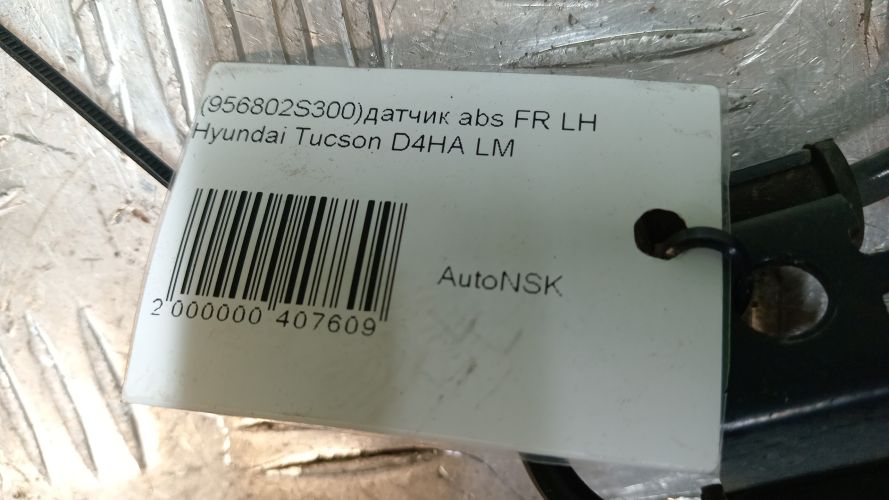 (956802S300)датчик abs FR LH
Hyundai Tucson D4HA LM
AutoNSK
2 000000 407609